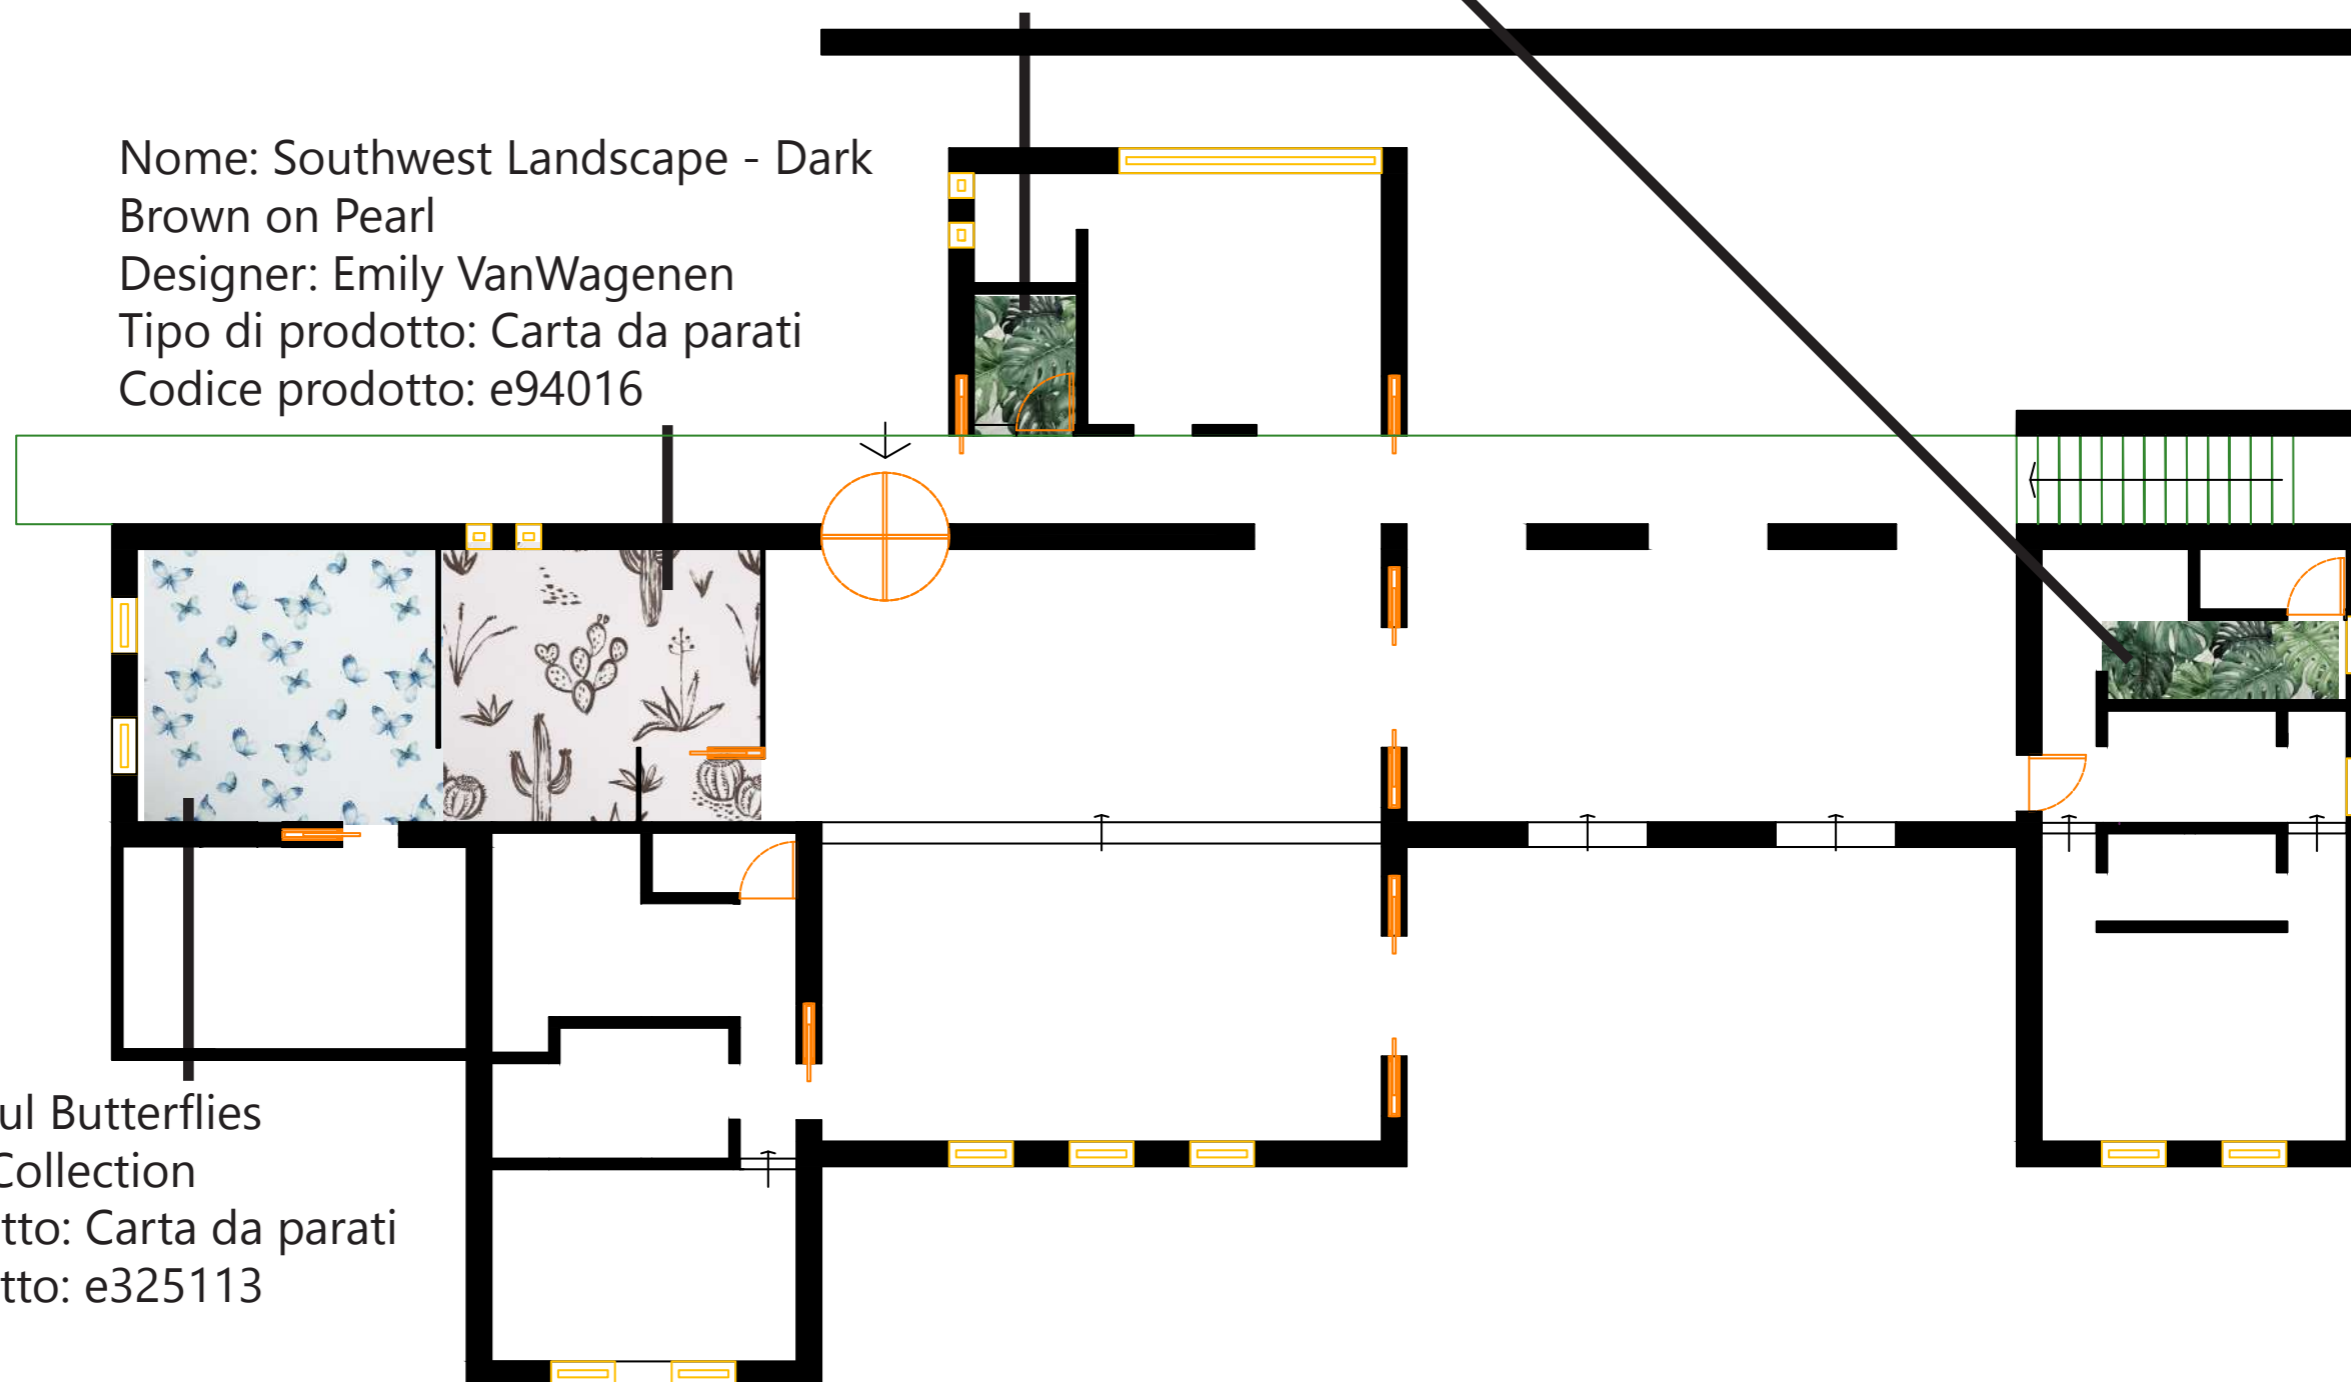 Nome: Southwest Landscape - Dark
Brown on Pearl
Designer: Emily VanWagenen
Tipo di prodotto: Carta da parati
Codice prodotto: e94016
ul Butterflies
Collection
tto: Carta da parati
tto: e325113